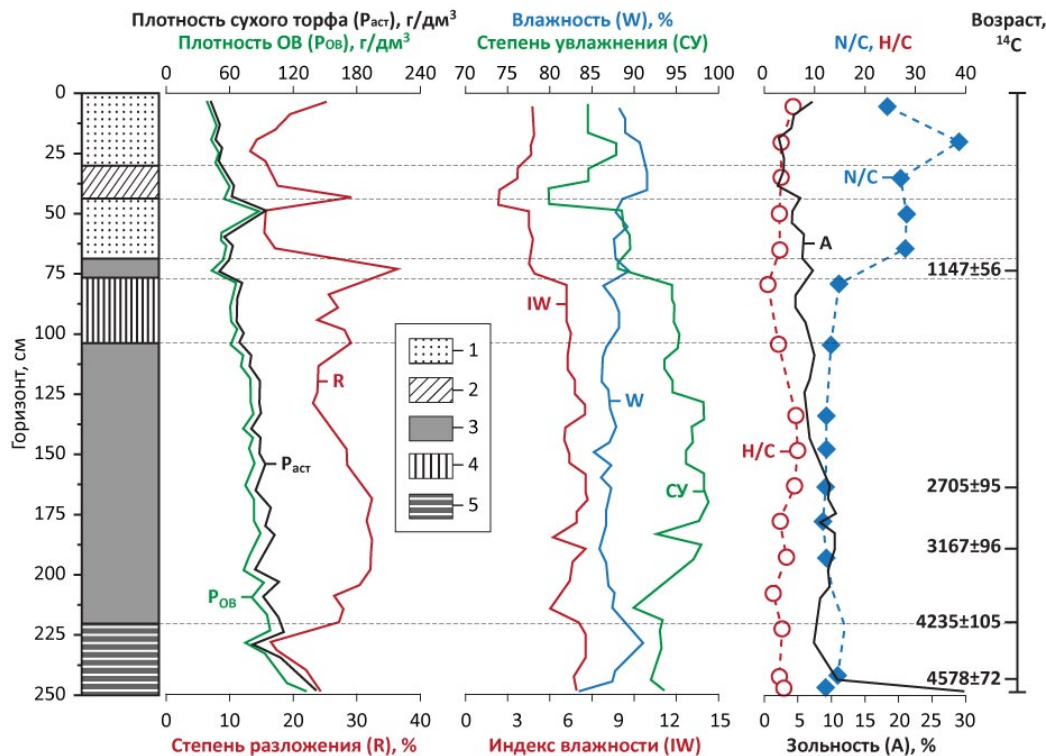 Плотность сухого торфа (Pаст), г/дм³
Плотность ОВ (PОВ), г/дм³
Влажность (W), %
Степень увлажнения (СУ)
N/C, H/C
Возраст,
¹⁴C
0 60 120 180 240
70 75 80 85 90 95 100
0 10 20 30 40
Горизонт, см
0
25
50
75
100
125
150
175
200
225
250
N/C
A
1147±56
IW
R
W
1
2
3
4
5
H/C
Pаст
СУ
2705±95
3167±96
PОВ
4235±105
4578±72
0 10 20 30 40
0 3 6 9 12 15
0 5 10 15 20 25 30
Степень разложения (R), %
Индекс влажности (IW)
Зольность (A), %